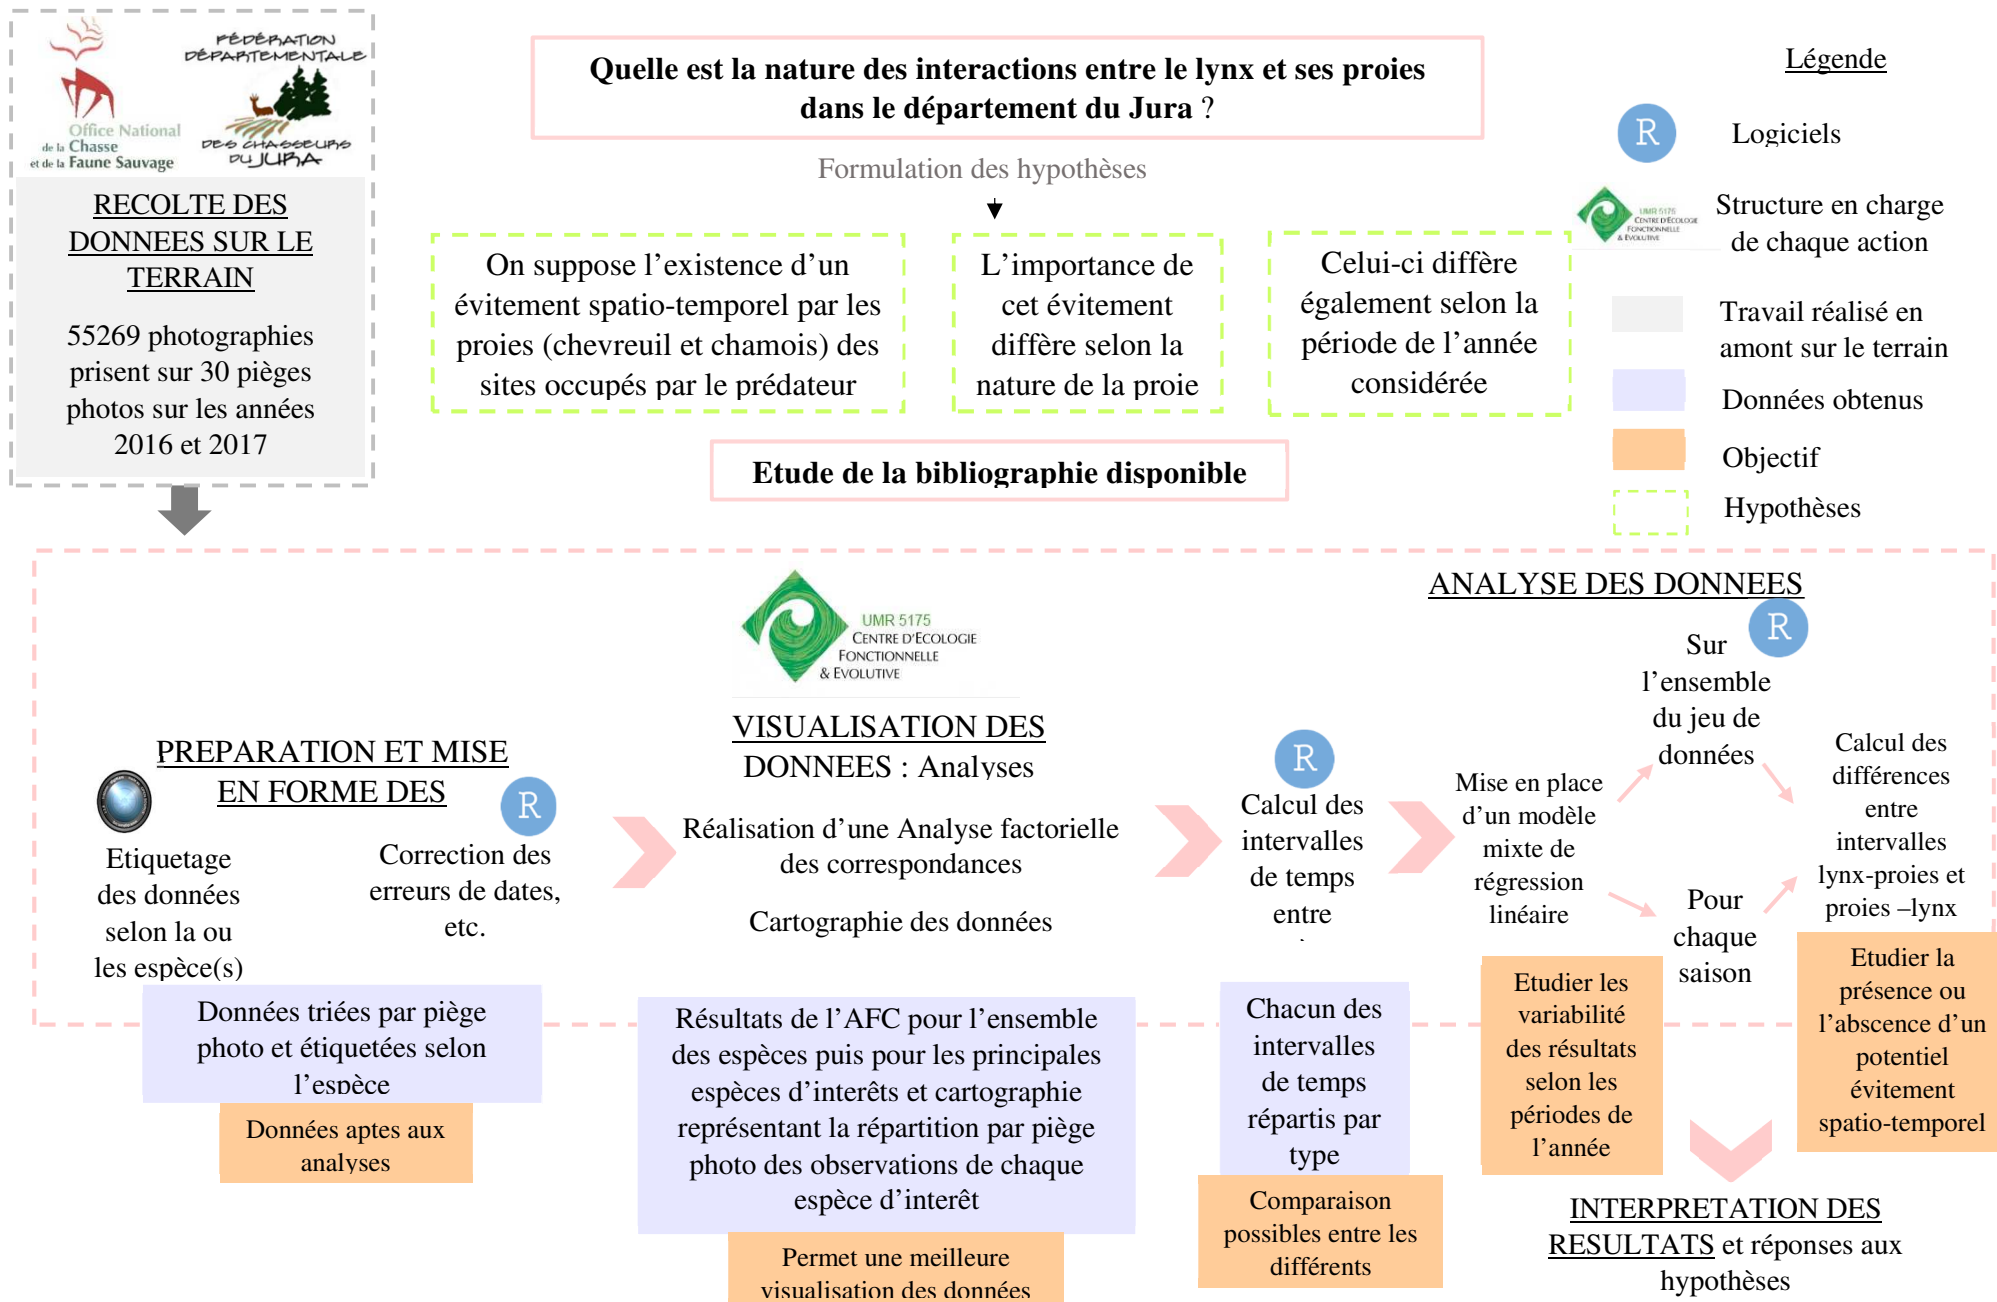 FÉDÉRATION
DÉPARTEMENTALE
DES CHASSEURS
DU JURA
Office National
de la Chasse
et de la Faune Sauvage
RECOLTE DES
DONNEES SUR LE
TERRAIN
55269 photographies
prisent sur 30 pièges
photos sur les années
2016 et 2017
Quelle est la nature des interactions entre le lynx et ses proies
dans le département du Jura ?
Formulation des hypothèses
On suppose l’existence d’un
évitement spatio-temporel par les
proies (chevreuil et chamois) des
sites occupés par le prédateur
L’importance de
cet évitement
diffère selon la
nature de la proie
Celui-ci diffère
également selon la
période de l’année
considérée
Etude de la bibliographie disponible
Légende
R
Logiciels
UMR 5175
CENTRE D'ECOLOGIE
FONCTIONNELLE
& EVOLUTIVE
Structure en charge
de chaque action
Travail réalisé en
amont sur le terrain
Données obtenus
Objectif
Hypothèses
PREPARATION ET MISE
EN FORME DES
R
Etiquetage
des données
selon la ou
les espèce(s)
Correction des
erreurs de dates,
etc.
Données triées par piège
photo et étiquetées selon
l’espèce
Données aptes aux
analyses
UMR 5175
CENTRE D'ECOLOGIE
FONCTIONNELLE
& EVOLUTIVE
VISUALISATION DES
DONNEES : Analyses
Réalisation d’une Analyse factorielle
des correspondances
Cartographie des données
Résultats de l’AFC pour l’ensemble
des espèces puis pour les principales
espèces d’interêts et cartographie
représentant la répartition par piège
photo des observations de chaque
espèce d’interêt
Permet une meilleure
visualisation des données
ANALYSE DES DONNEES
R
R
Calcul des
intervalles
de temps
entre
Chacun des
intervalles
de temps
répartis par
type
Comparaison
possibles entre les
différents
Mise en place
d’un modèle
mixte de
régression
linéaire
Sur
l’ensemble
du jeu de
données
Pour
chaque
saison
Calcul des
différences
entre
intervalles
lynx-proies et
proies –lynx
Etudier les
variabilité
des résultats
selon les
périodes de
l’année
Etudier la
présence ou
l’abscence d’un
potentiel
évitement
spatio-temporel
INTERPRETATION DES
RESULTATS et réponses aux
hypothèses